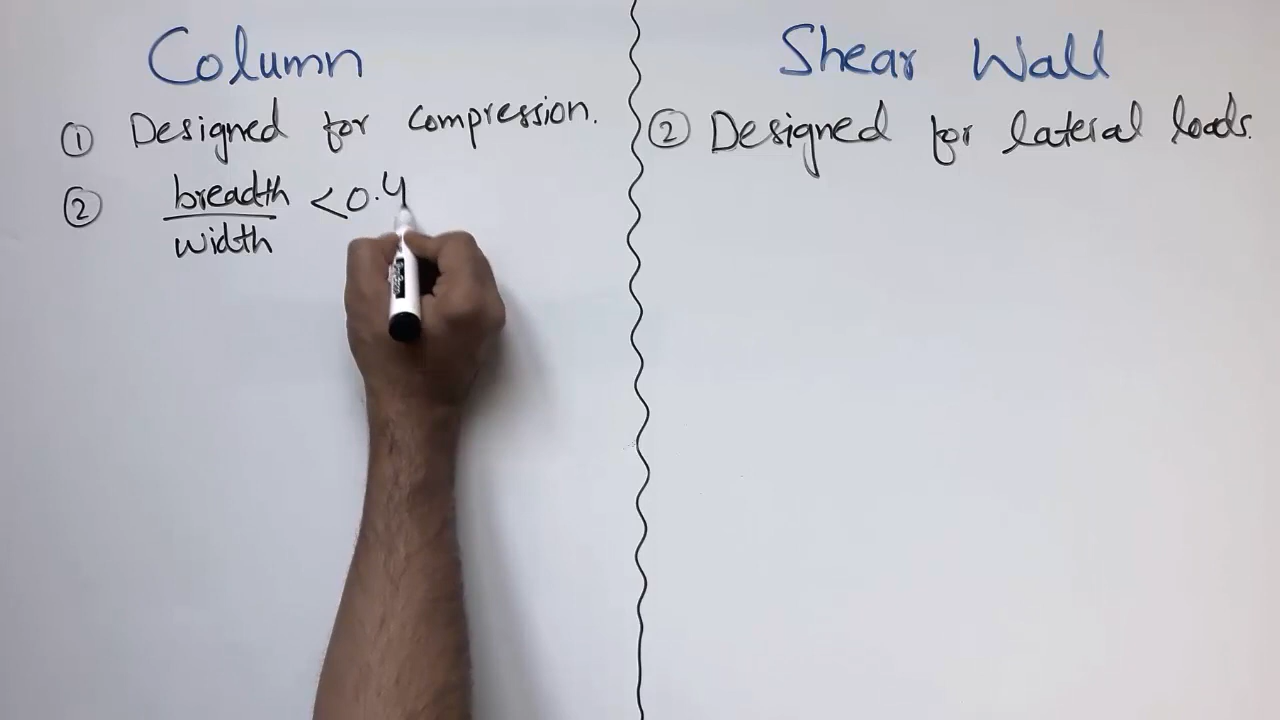 Column
① Designed for compression.
② breadth
width
<0.4
Shear Wall
② Designed for lateral loads.